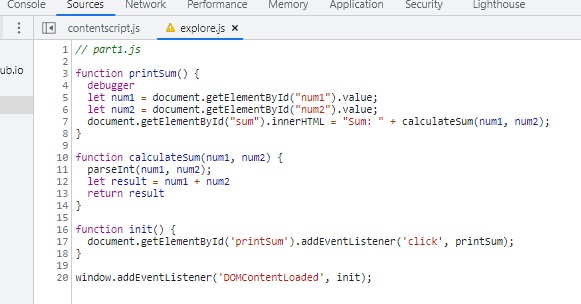 Console Sources Network Performance Memory Application Security Lighthouse
contentscript.js explore.js ×
ub.io
1 // part1.js
2
3 function printSum() {
4 debugger
5 let num1 = document.getElementById("num1").value;
6 let num2 = document.getElementById("num2").value;
7 document.getElementById("sum").innerHTML = "Sum: " + calculateSum(num1, num2);
8 }
9
10 function calculateSum(num1, num2) {
11 parseInt(num1, num2);
12 let result = num1 + num2
13 return result
14 }
15
16 function init() {
17 document.getElementById('printSum').addEventListener('click', printSum);
18 }
19
20 window.addEventListener('DOMContentLoaded', init);